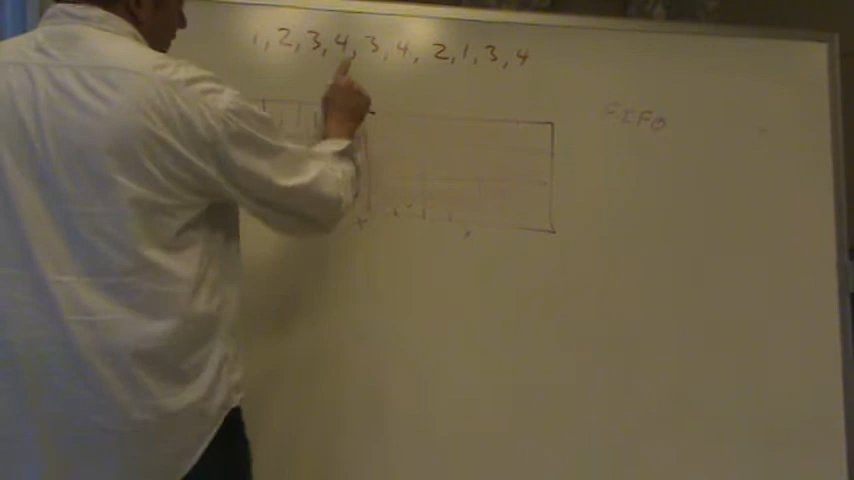 1, 2, 3, 4, 3, 4, 2, 1, 3, 4
FIFO